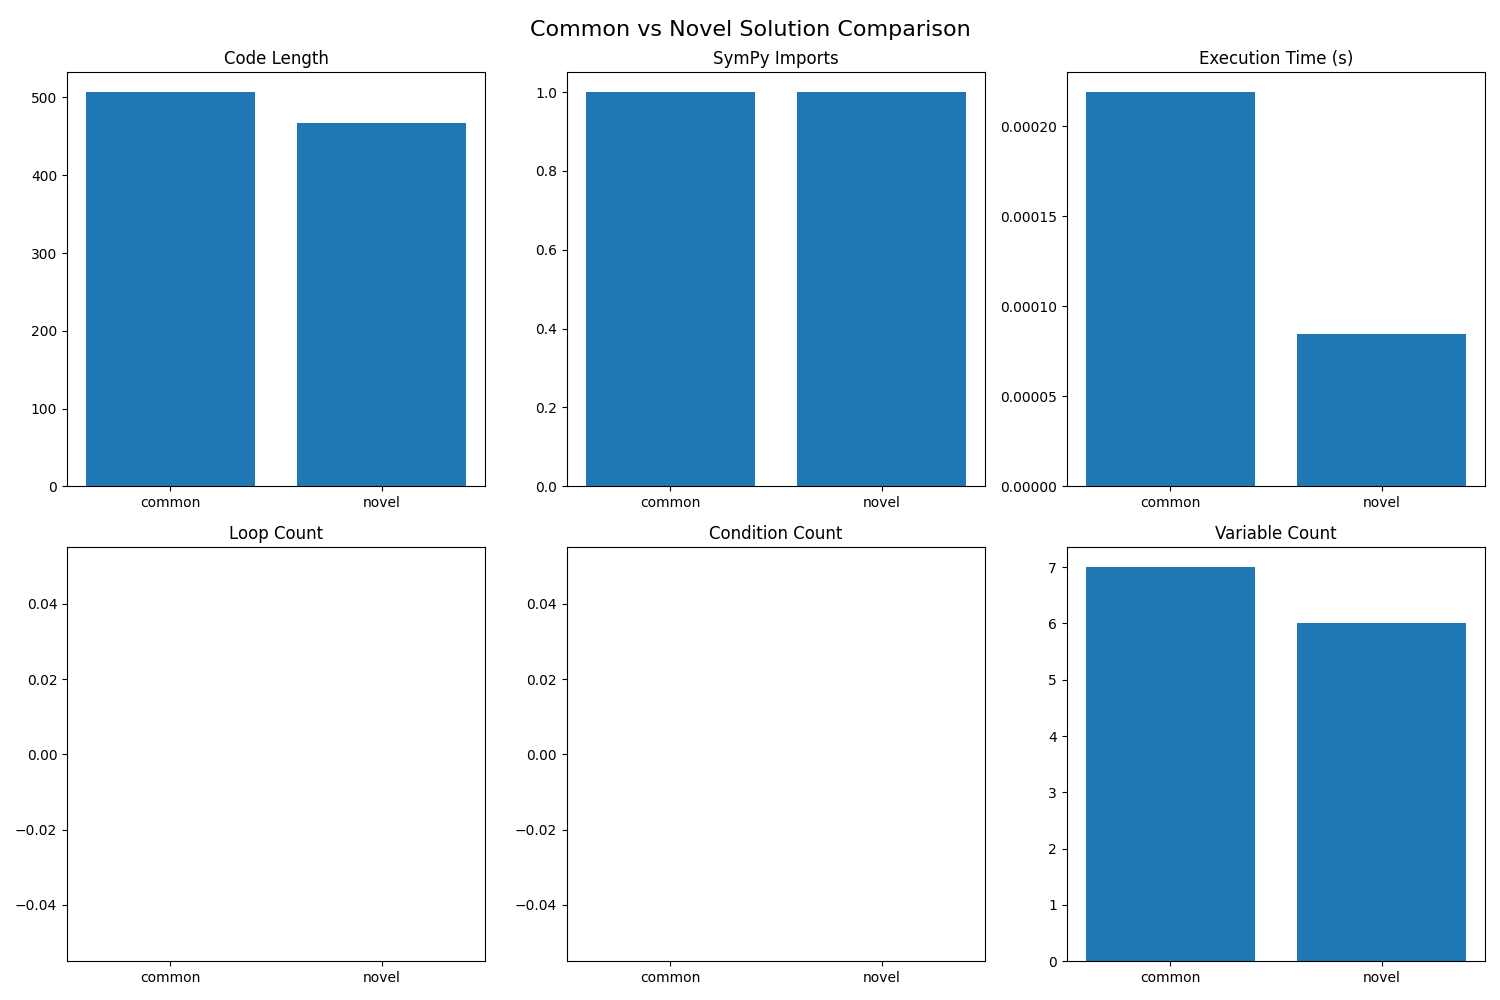 Common vs Novel Solution Comparison
Code Length
500
400
300
200
100
0
common novel
SymPy Imports
1.0
0.8
0.6
0.4
0.2
0.0
common novel
Execution Time (s)
0.00020
0.00015
0.00010
0.00005
0.00000
common novel
Loop Count
0.04
0.02
0.00
−0.02
−0.04
common novel
Condition Count
0.04
0.02
0.00
−0.02
−0.04
common novel
Variable Count
7
6
5
4
3
2
1
0
common novel